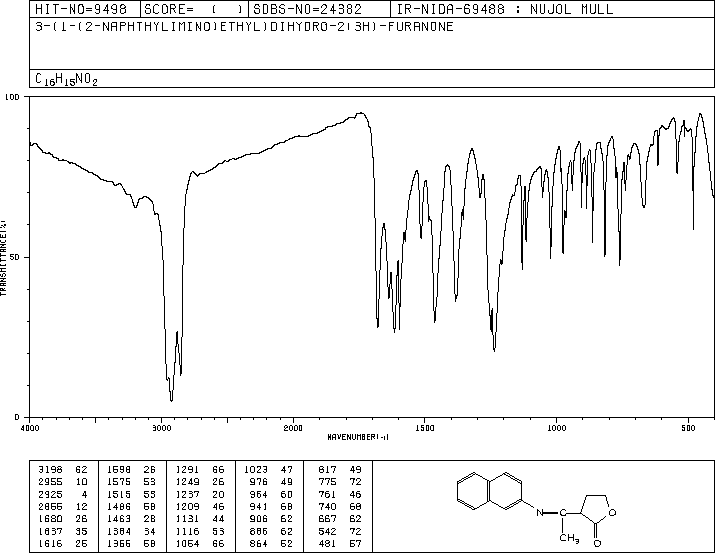 HIT-NO=9498 SCORE= ( ) SDBS-NO=24382 IR-NIDA-69488 : NUJOL MULL
3-(1-(2-NAPHTHYLIMINO)ETHYL)DIHYDRO-2(3H)-FURANONE
C16H15NO2
100
50
0
TRANSMITTANCE(%)
4000 3000 2000 1500 1000 500
WAVENUMBER(-1)
3198 62 1598 26 1291 66 1023 47 817 49
2955 10 1575 53 1249 26 976 49 775 72
2925 4 1515 53 1237 20 964 60 761 46
2855 12 1486 58 1209 46 941 68 740 68
1680 26 1463 28 1131 44 906 62 667 62
1637 35 1384 34 1116 53 886 62 542 72
1616 25 1356 58 1054 66 864 52 481 57
N C O
CH3 O